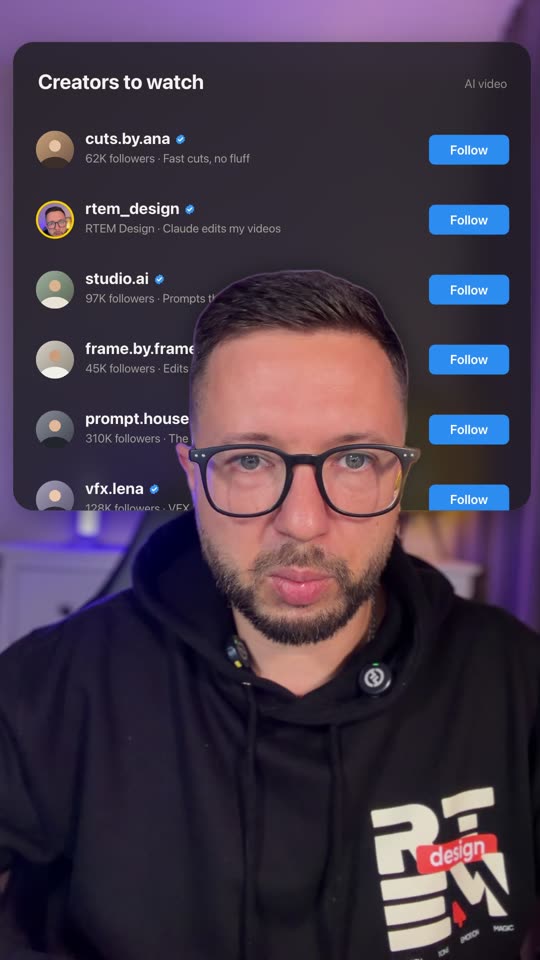 Creators to watch
AI video
cuts.by.ana
62K followers · Fast cuts, no fluff
Follow
rtem_design
RTEM Design · Claude edits my videos
Follow
studio.ai
97K followers · Prompts
Follow
frame.by.frame
45K followers · Edits
Follow
prompt.house
310K followers · The
Follow
vfx.lena
128K followers · VFX
Follow
RTEM
design
MAGIC